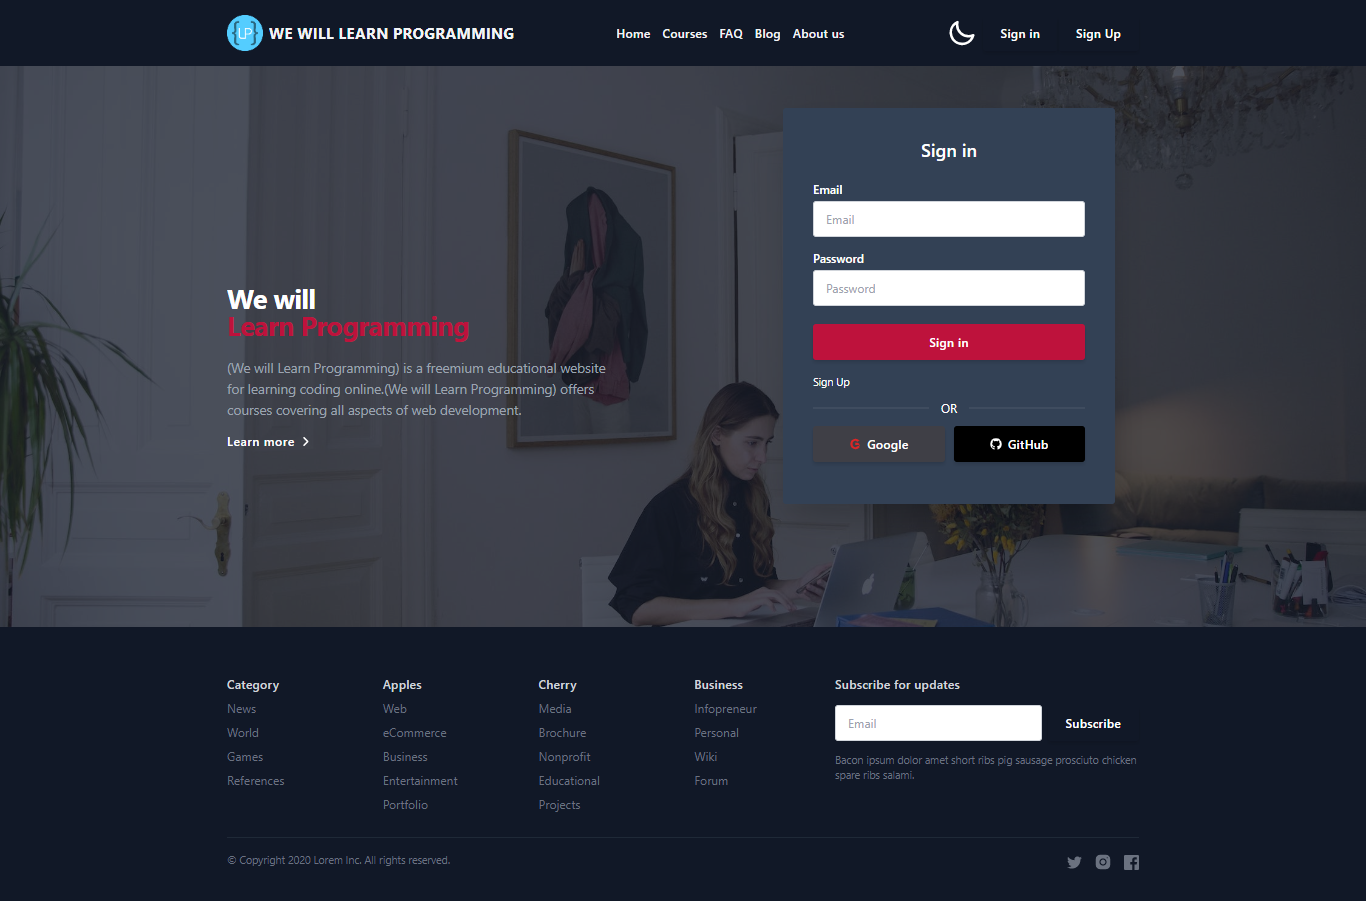 {LP} WE WILL LEARN PROGRAMMING
Home Courses FAQ Blog About us
Sign in Sign Up
We will
Learn Programming
(We will Learn Programming) is a freemium educational website
for learning coding online.(We will Learn Programming) offers
courses covering all aspects of web development.
Learn more
Sign in
Email
Email
Password
Password
Sign in
Sign Up
OR
G Google
GitHub
Category
News
World
Games
References
Apples
Web
eCommerce
Business
Entertainment
Portfolio
Cherry
Media
Brochure
Nonprofit
Educational
Projects
Business
Infopreneur
Personal
Wiki
Forum
Subscribe for updates
Email
Subscribe
Bacon ipsum dolor amet short ribs pig sausage prosciuto chicken
spare ribs salami.
© Copyright 2020 Lorem Inc. All rights reserved.